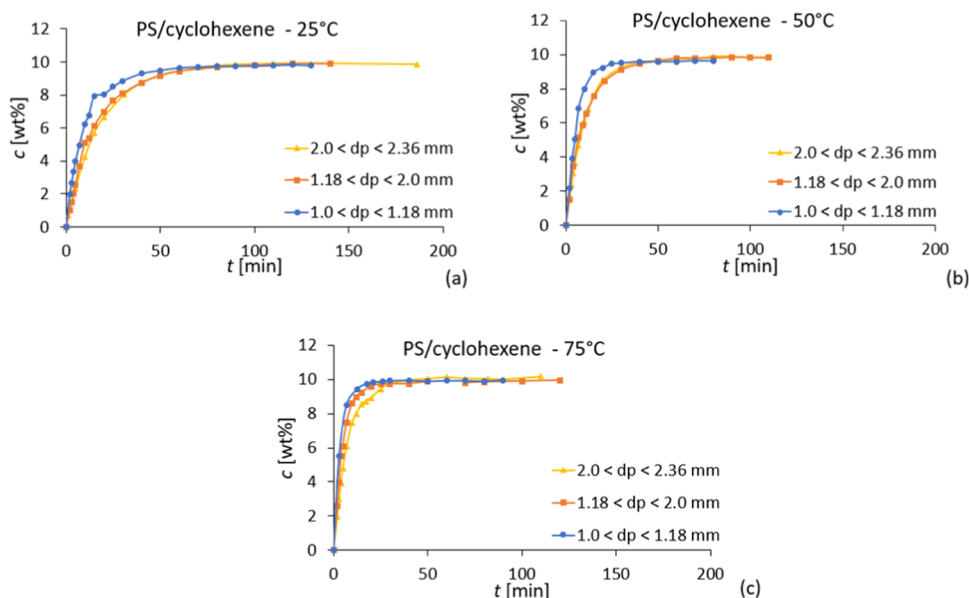 PS/cyclohexene - 25°C
12
10
8
6
4
2
0
c [wt%]
2.0 < dp < 2.36 mm
1.18 < dp < 2.0 mm
1.0 < dp < 1.18 mm
0 50 100 150 200
t [min]
(a)
PS/cyclohexene - 50°C
12
10
8
6
4
2
0
c [wt%]
2.0 < dp < 2.36 mm
1.18 < dp < 2.0 mm
1.0 < dp < 1.18 mm
0 50 100 150 200
t [min]
(b)
PS/cyclohexene - 75°C
12
10
8
6
4
2
0
c [wt%]
2.0 < dp < 2.36 mm
1.18 < dp < 2.0 mm
1.0 < dp < 1.18 mm
0 50 100 150 200
t [min]
(c)